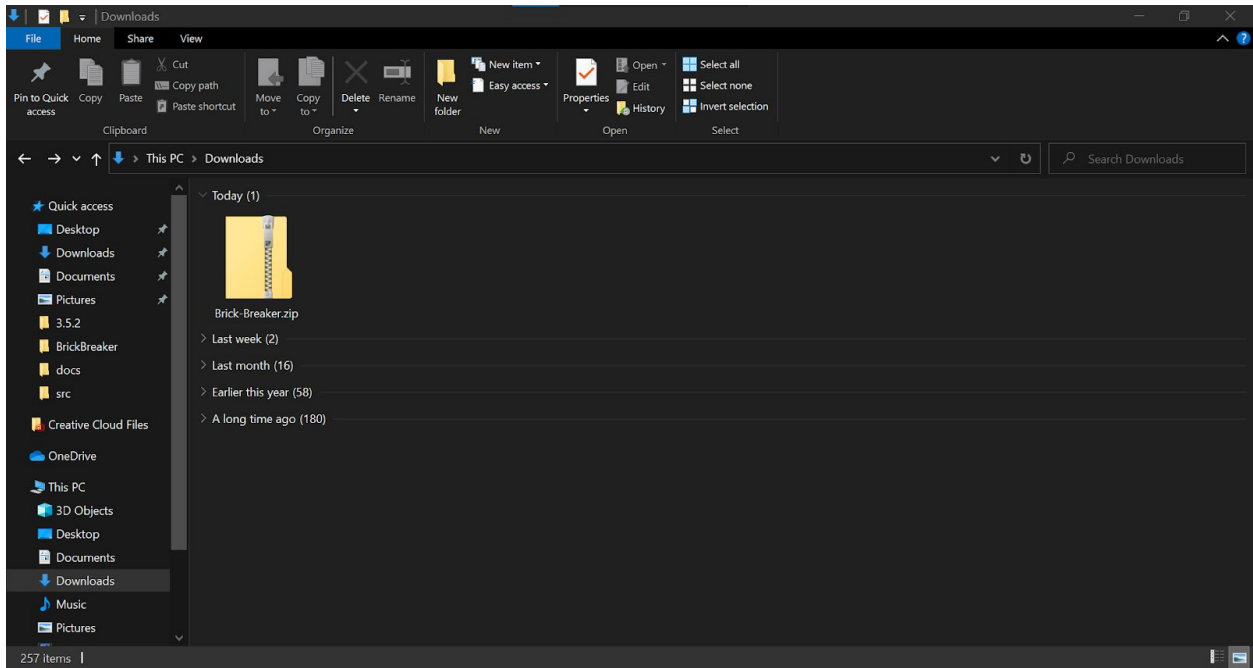 Downloads
File Home Share View
Pin to Quick access
Copy
Paste
Cut
Copy path
Paste shortcut
Clipboard
Move to
Copy to
Delete
Rename
Organize
New folder
New item
Easy access
New
Properties
Open
Edit
History
Open
Select all
Select none
Invert selection
Select
This PC > Downloads
Search Downloads
Quick access
Desktop
Downloads
Documents
Pictures
3.5.2
BrickBreaker
docs
src
Creative Cloud Files
OneDrive
This PC
3D Objects
Desktop
Documents
Downloads
Music
Pictures
Today (1)
Brick-Breaker.zip
Last week (2)
Last month (16)
Earlier this year (58)
A long time ago (180)
257 items